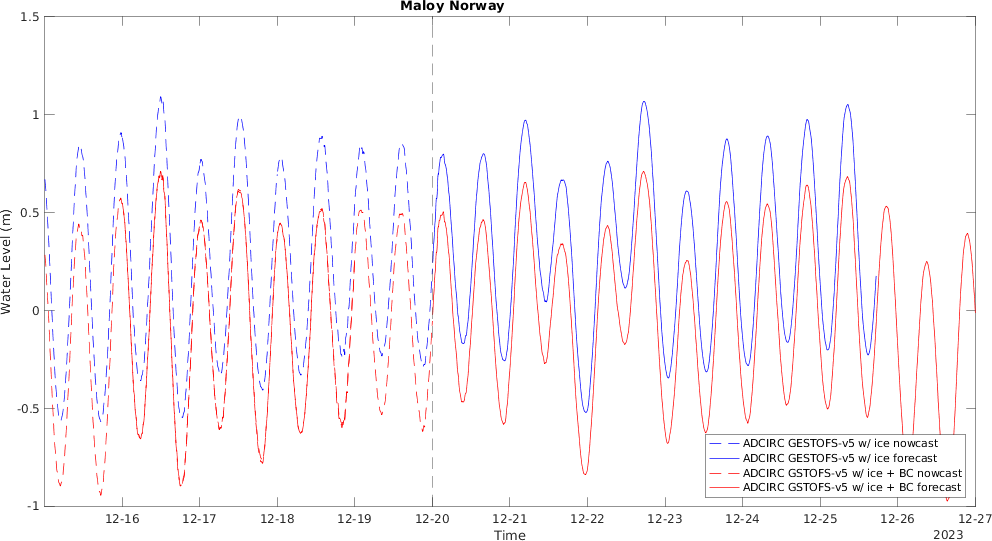 Maloy Norway
1.5
1
0.5
0
-0.5
-1
Water Level (m)
12-16 12-17 12-18 12-19 12-20 12-21 12-22 12-23 12-24 12-25 12-26 12-27
Time
2023
ADCIRC GESTOFS-v5 w/ ice nowcast
ADCIRC GESTOFS-v5 w/ ice forecast
ADCIRC GSTOFS-v5 w/ ice + BC nowcast
ADCIRC GSTOFS-v5 w/ ice + BC forecast